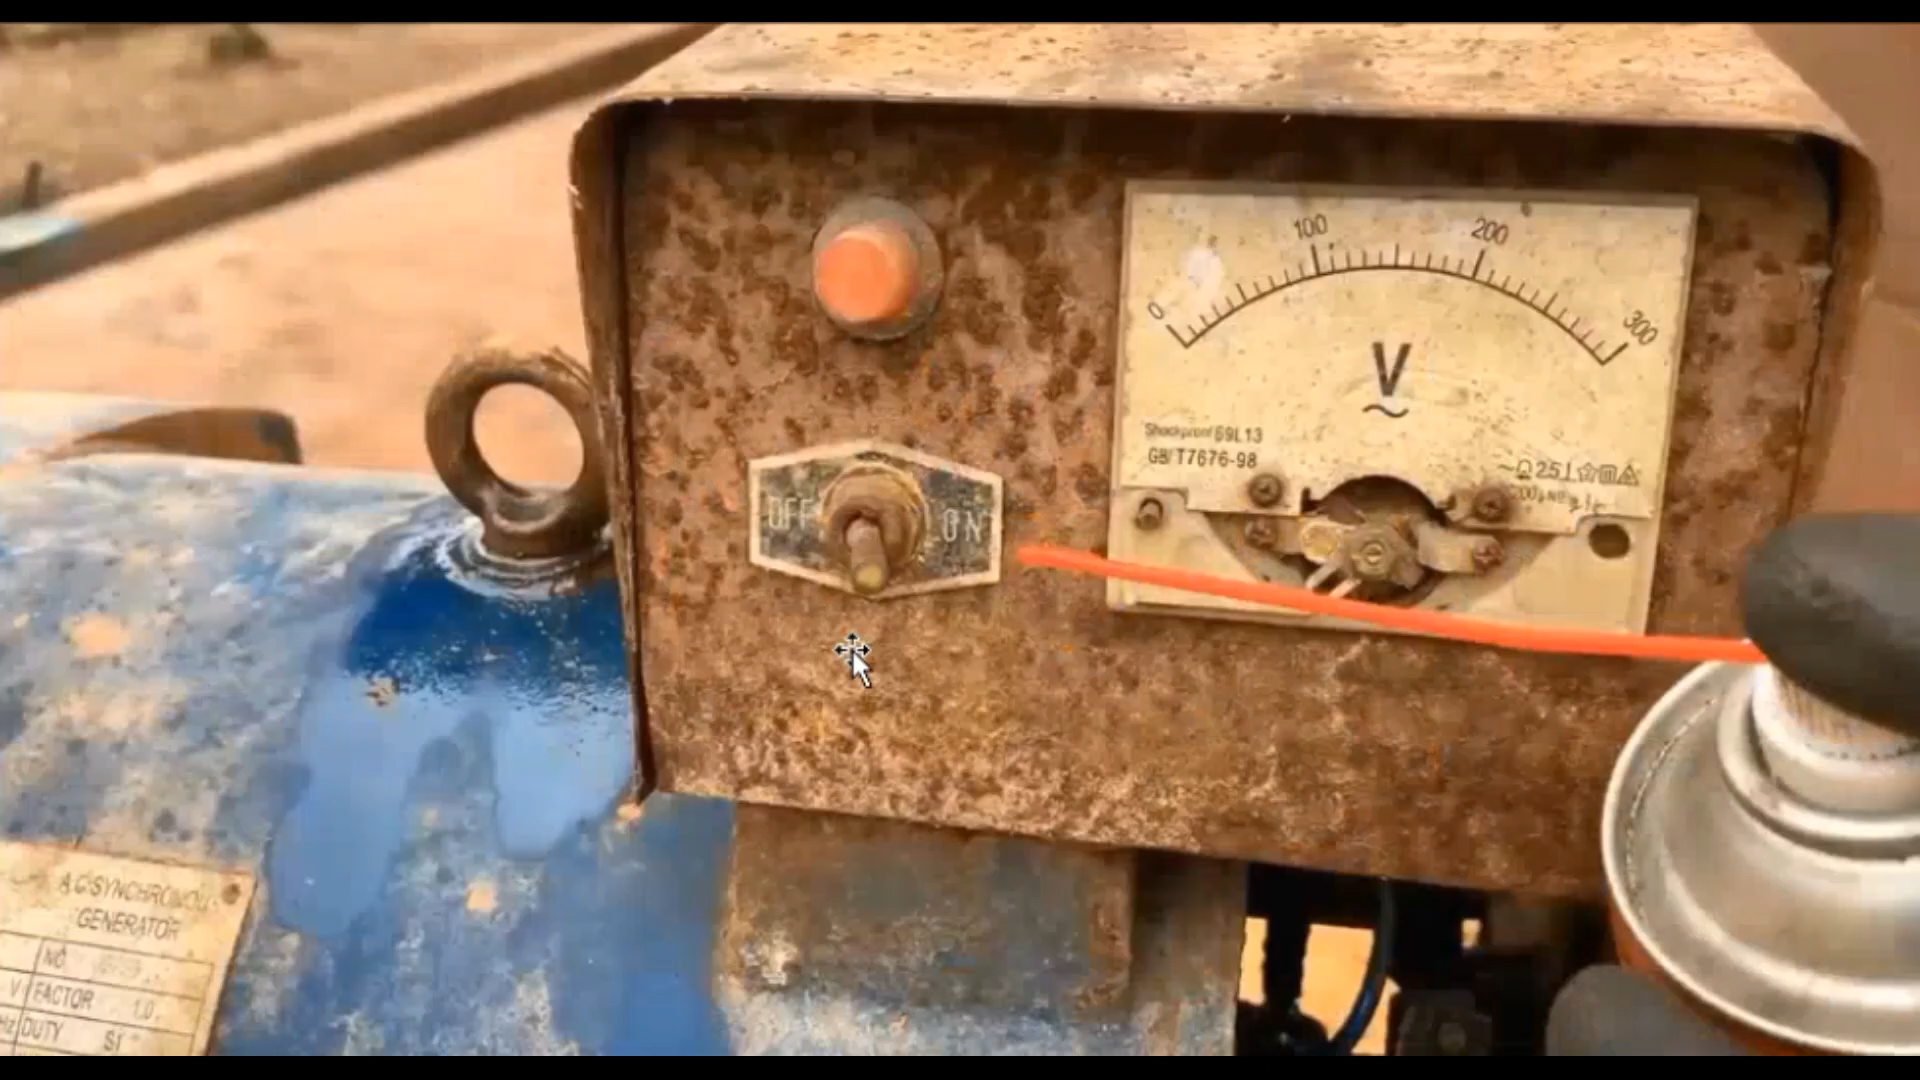 0 100 200 300
V
Shockproof 69L13
GB/T7676-98
OFF ON
A.C SYNCHRONOU
GENERATOR
NO
V FACTOR 1.0
Hz DUTY S1